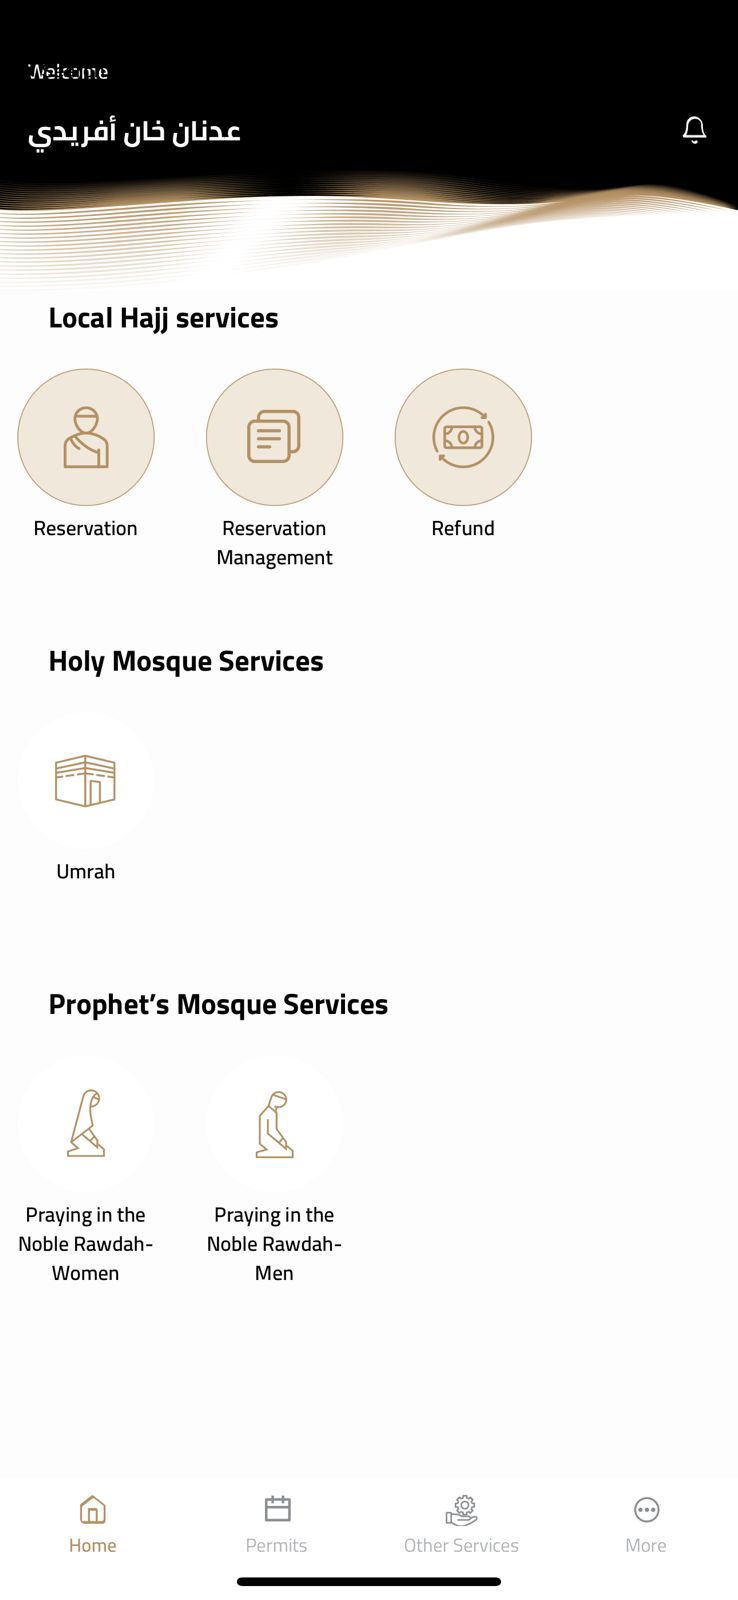 Welcome
عدنان خان أفريدي
Local Hajj services
Reservation
Reservation
Management
Refund
Holy Mosque Services
Umrah
Prophet’s Mosque Services
Praying in the
Noble Rawdah-
Women
Praying in the
Noble Rawdah-
Men
Home
Permits
Other Services
More